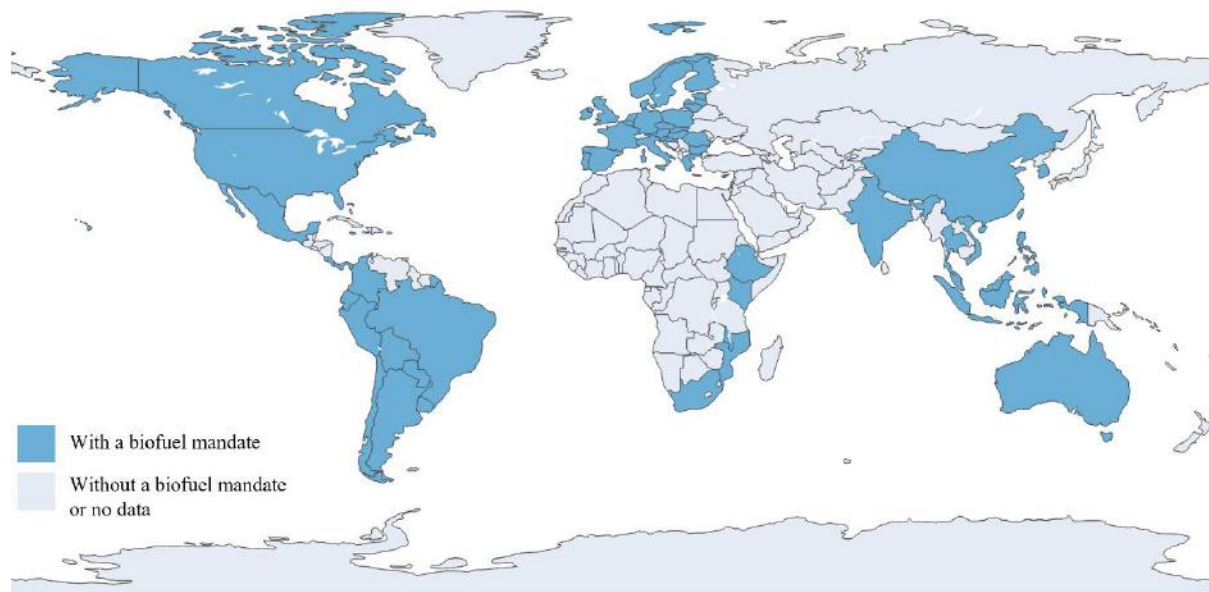 With a biofuel mandate
Without a biofuel mandate
or no data